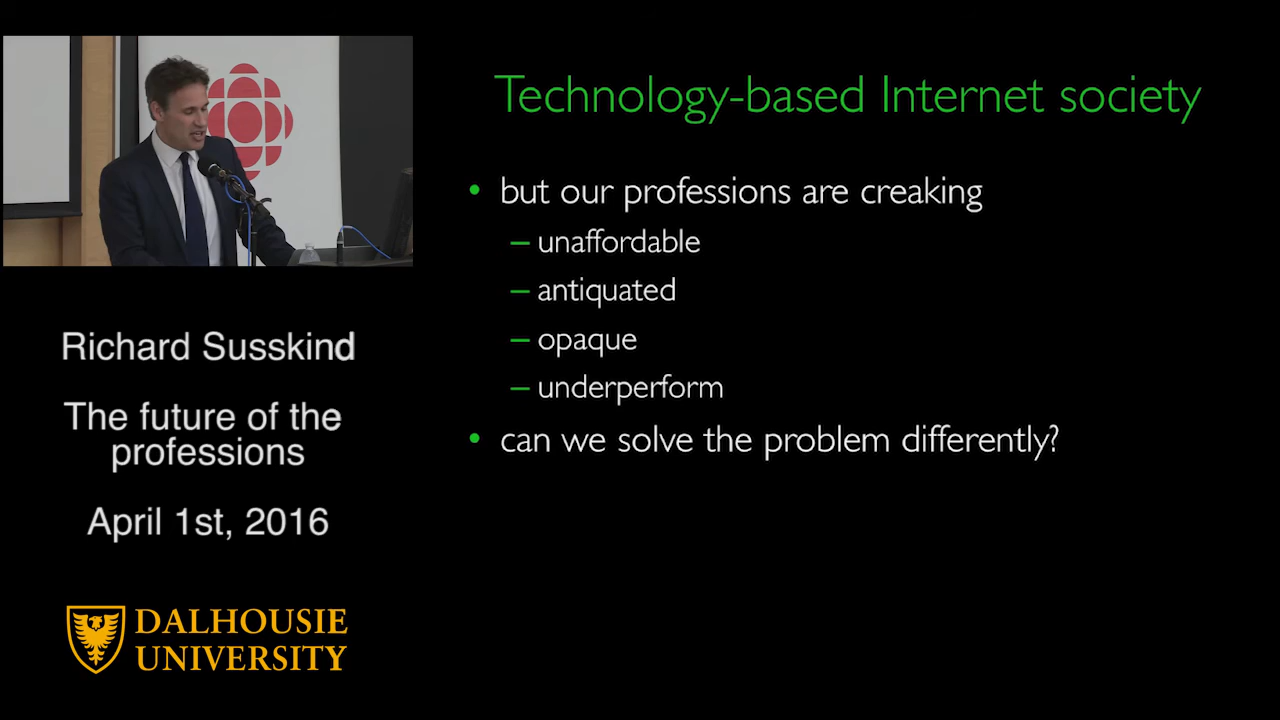 Technology-based Internet society
• but our professions are creaking
– unaffordable
– antiquated
– opaque
– underperform
• can we solve the problem differently?
Richard Susskind
The future of the
professions
April 1st, 2016
DALHOUSIE
UNIVERSITY